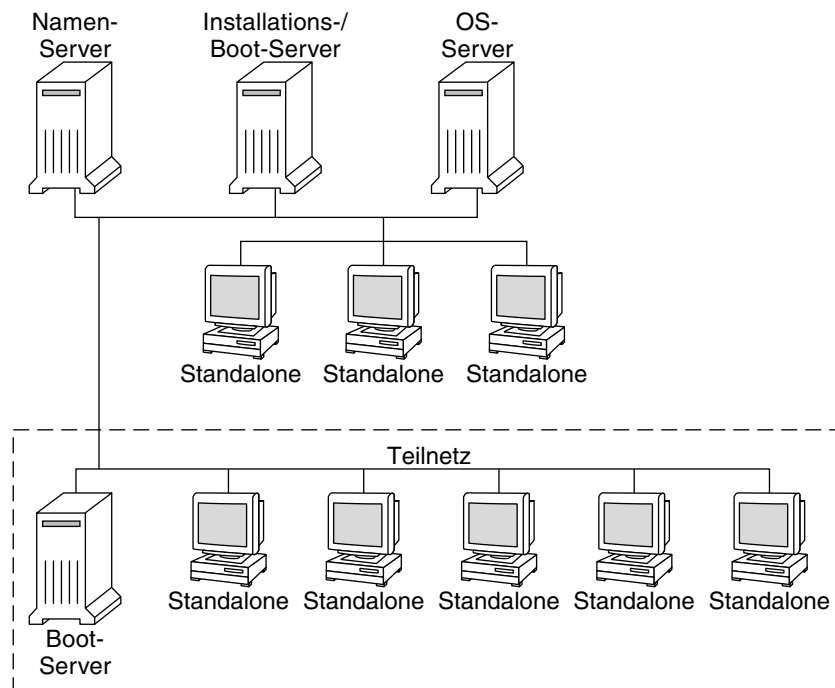 Namen-
Server
Installations-/
Boot-Server
OS-
Server
Standalone
Standalone
Standalone
Teilnetz
Standalone
Standalone
Standalone
Standalone
Standalone
Boot-
Server